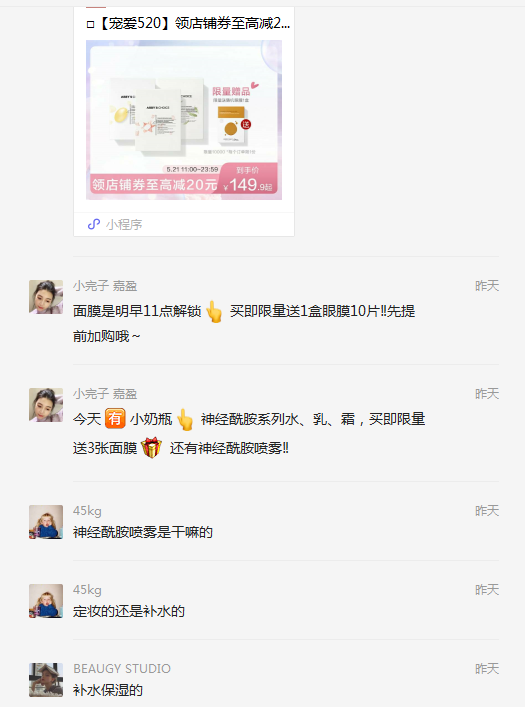 【宠爱520】领店铺券至高减2...
限量赠品
送
5.21 11:00~23:59
到手价
领店铺券至高减20元
¥149.9起
小程序
小完子 嘉盈
昨天
面膜是明早11点解锁👆 买即限量送1盒眼膜10片‼先提
前加购哦～
小完子 嘉盈
昨天
今天🈶小奶瓶👆 神经酰胺系列水、乳、霜，买即限量
送3张面膜🎁 还有神经酰胺喷雾‼
45kg
昨天
神经酰胺喷雾是干嘛的
45kg
昨天
定妆的还是补水的
BEAUGY STUDIO
昨天
补水保湿的